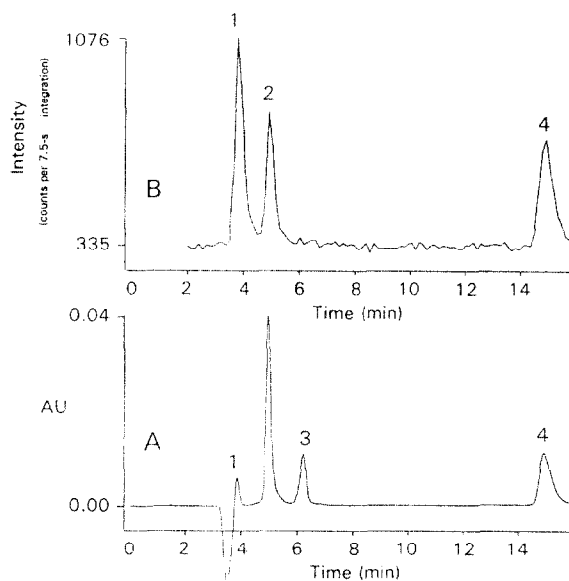 1
1076
2
4
Intensity
(counts per 7.5-s integration)
B
335
0 2 4 6 8 10 12 14
Time (min)
0.04
AU
A
1
3
4
0.00
0 2 4 6 8 10 12 14
Time (min)